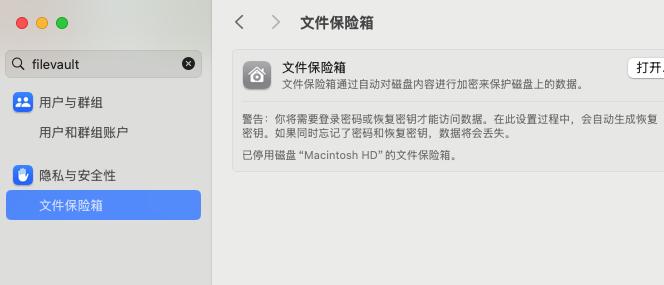 文件保险箱
filevault
文件保险箱
打开.
文件保险箱通过自动对磁盘内容进行加密来保护磁盘上的数据。
用户与群组
警告：你将需要登录密码或恢复密钥才能访问数据。在此设置过程中，会自动生成恢复
密钥。如果同时忘记了密码和恢复密钥，数据将会丢失。
用户和群组账户
已停用磁盘“Macintosh HD”的文件保险箱。
隐私与安全性
文件保险箱